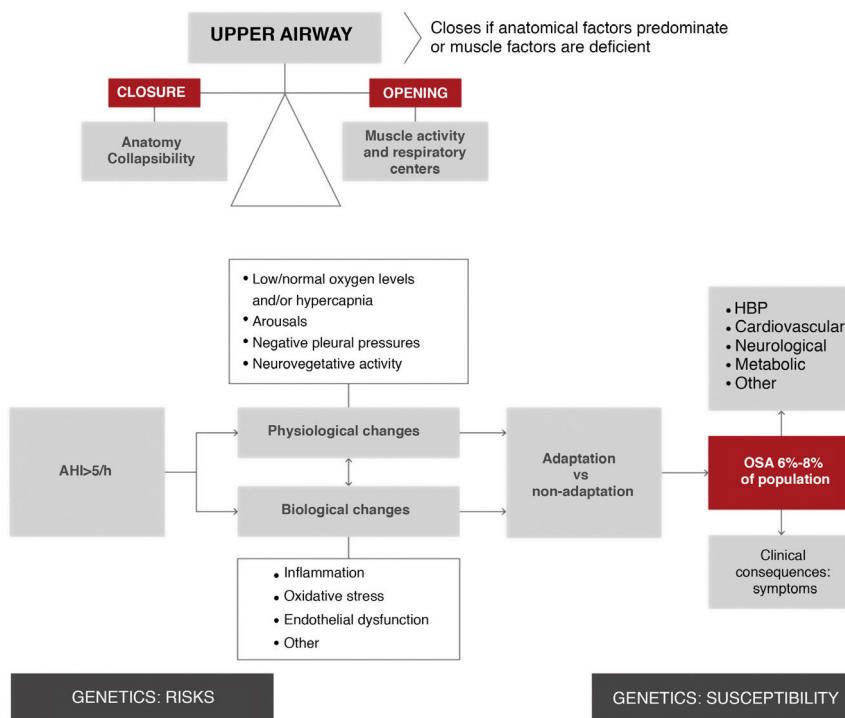 UPPER AIRWAY
Closes if anatomical factors predominate
or muscle factors are deficient
CLOSURE
OPENING
Anatomy
Collapsibility
Muscle activity
and respiratory
centers
• Low/normal oxygen levels
and/or hypercapnia
• Arousals
• Negative pleural pressures
• Neurovegetative activity
• HBP
• Cardiovascular
• Neurological
• Metabolic
• Other
AHI>5/h
Physiological changes
Biological changes
Adaptation
vs
non-adaptation
OSA 6%-8%
of population
Clinical
consequences:
symptoms
• Inflammation
• Oxidative stress
• Endothelial dysfunction
• Other
GENETICS: RISKS
GENETICS: SUSCEPTIBILITY